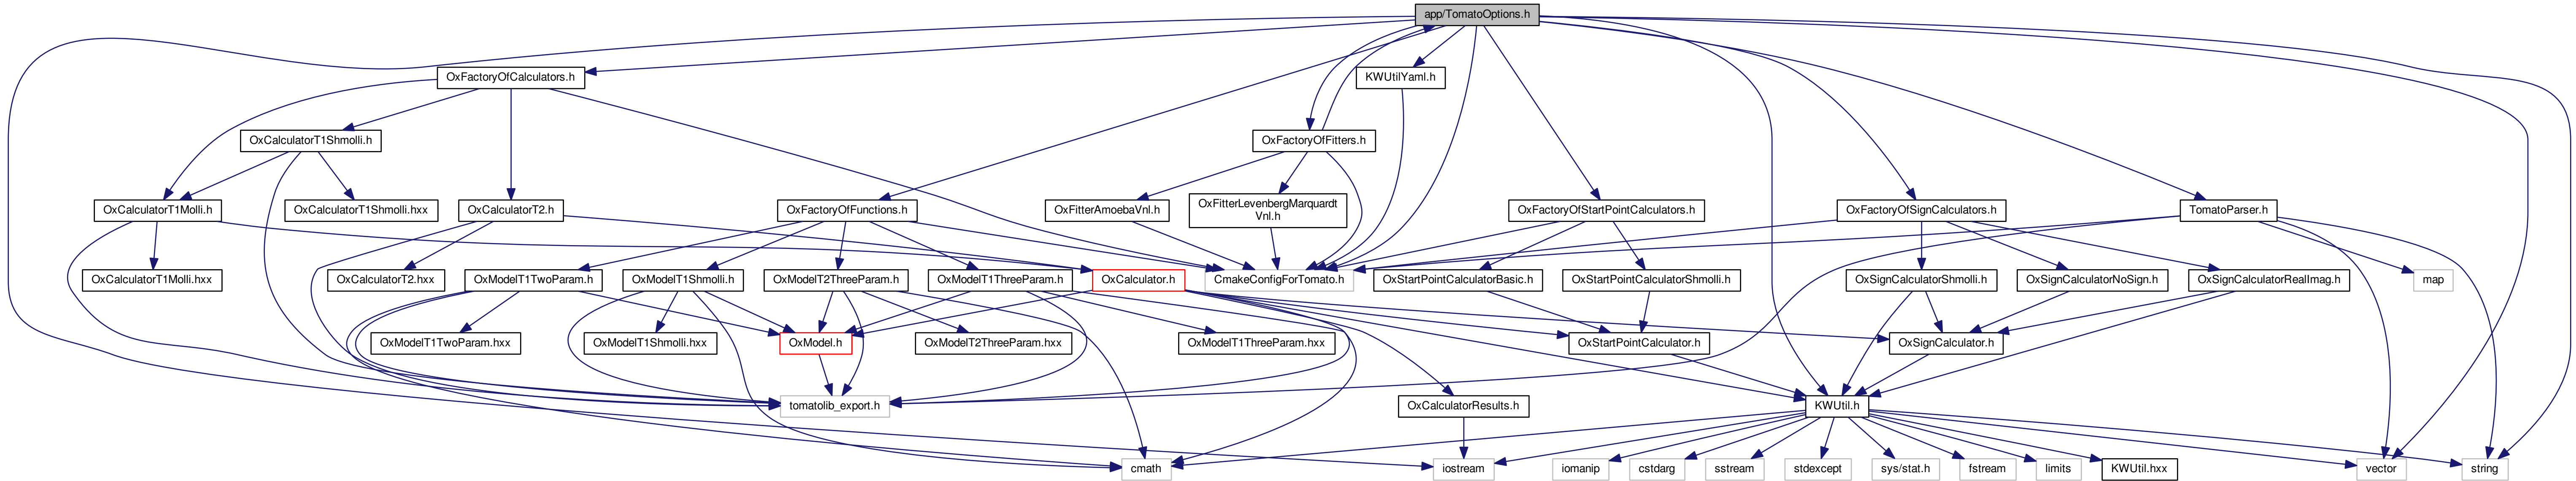 app/TomatoOptions.h
OxFactoryOfCalculators.h
KWUtilYaml.h
OxCalculatorT1Shmolli.h
OxFactoryOfFitters.h
OxCalculatorT1Molli.h
OxCalculatorT1Shmolli.hxx
OxCalculatorT2.h
OxFactoryOfFunctions.h
OxFitterAmoebaVnl.h
OxFitterLevenbergMarquardt
Vnl.h
OxFactoryOfStartPointCalculators.h
OxFactoryOfSignCalculators.h
TomatoParser.h
OxCalculatorT1Molli.hxx
OxCalculatorT2.hxx
OxModelT1TwoParam.h
OxModelT1Shmolli.h
OxModelT2ThreeParam.h
OxModelT1ThreeParam.h
OxCalculator.h
CmakeConfigForTomato.h
OxStartPointCalculatorBasic.h
OxStartPointCalculatorShmolli.h
OxSignCalculatorShmolli.h
OxSignCalculatorNoSign.h
OxSignCalculatorRealImag.h
map
OxModelT1TwoParam.hxx
OxModelT1Shmolli.hxx
OxModel.h
OxModelT2ThreeParam.hxx
OxModelT1ThreeParam.hxx
OxStartPointCalculator.h
OxSignCalculator.h
tomatolib_export.h
OxCalculatorResults.h
KWUtil.h
cmath
iostream
iomanip
cstdarg
sstream
stdexcept
sys/stat.h
fstream
limits
KWUtil.hxx
vector
string